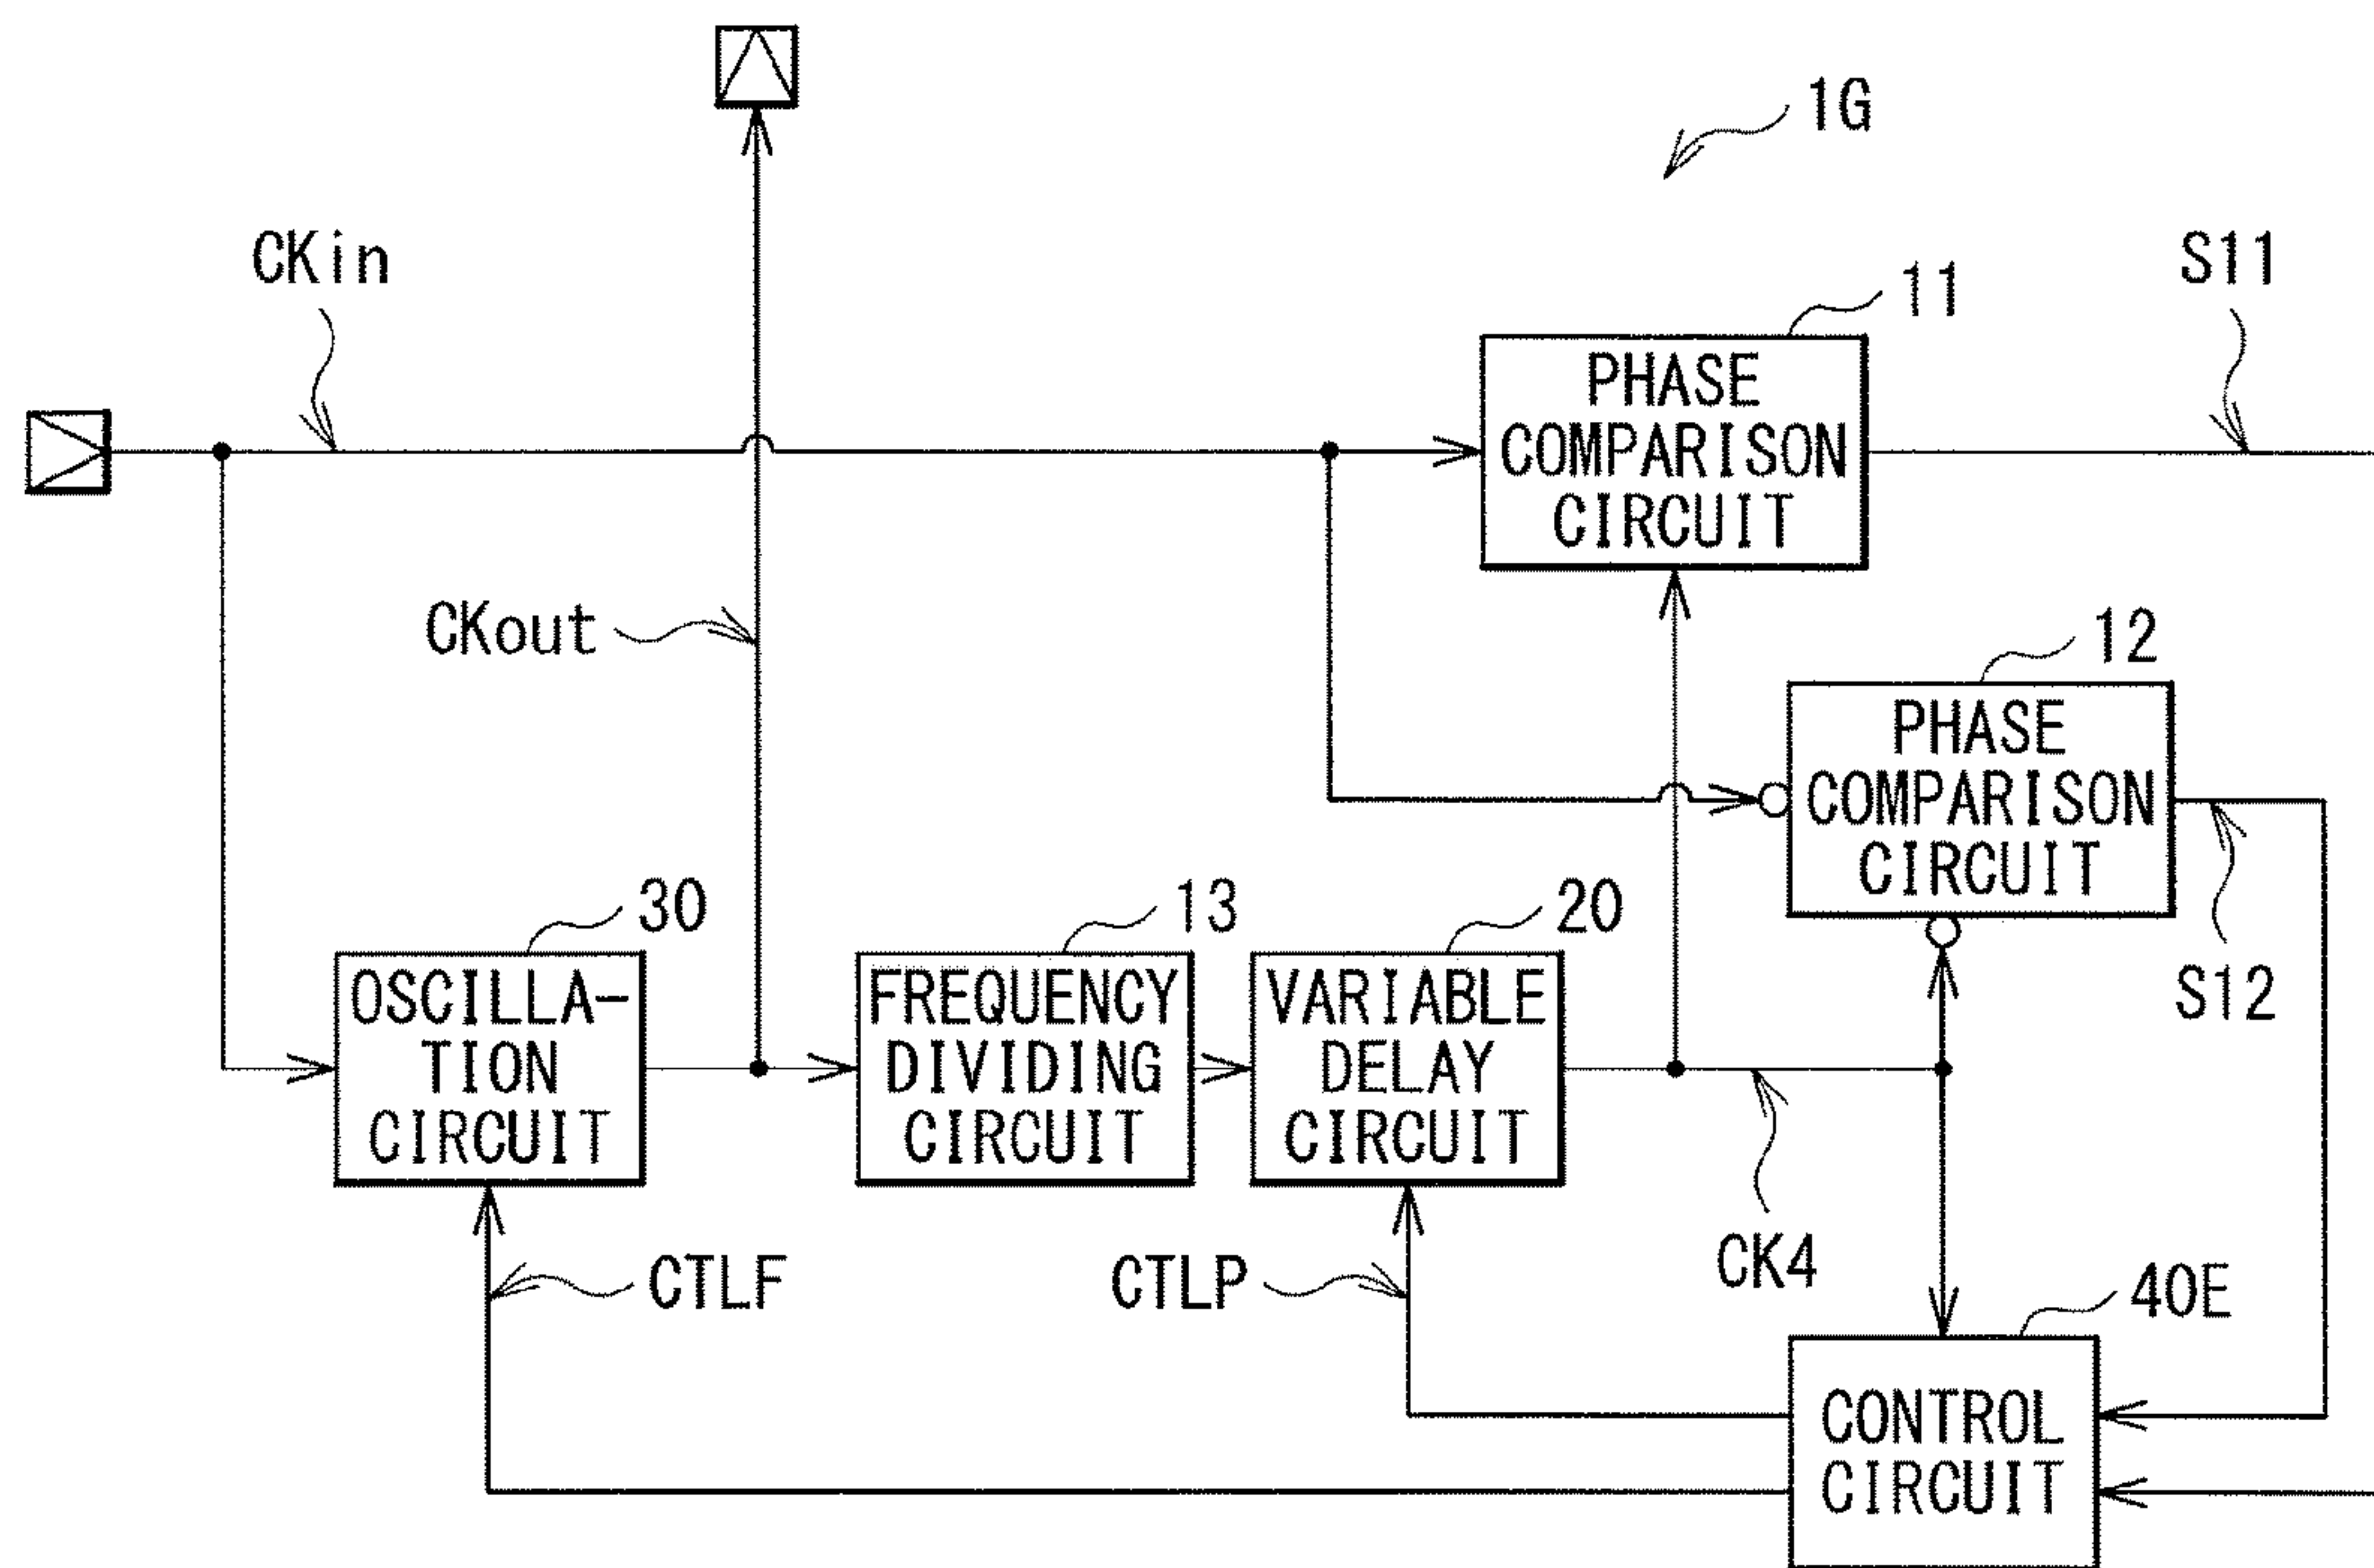 1G
CKin
S11
11
PHASE
COMPARISON
CIRCUIT
CKout
12
PHASE
COMPARISON
CIRCUIT
S12
30
OSCILLA-
TION
CIRCUIT
13
FREQUENCY
DIVIDING
CIRCUIT
20
VARIABLE
DELAY
CIRCUIT
CTLF
CTLP
CK4
40E
CONTROL
CIRCUIT